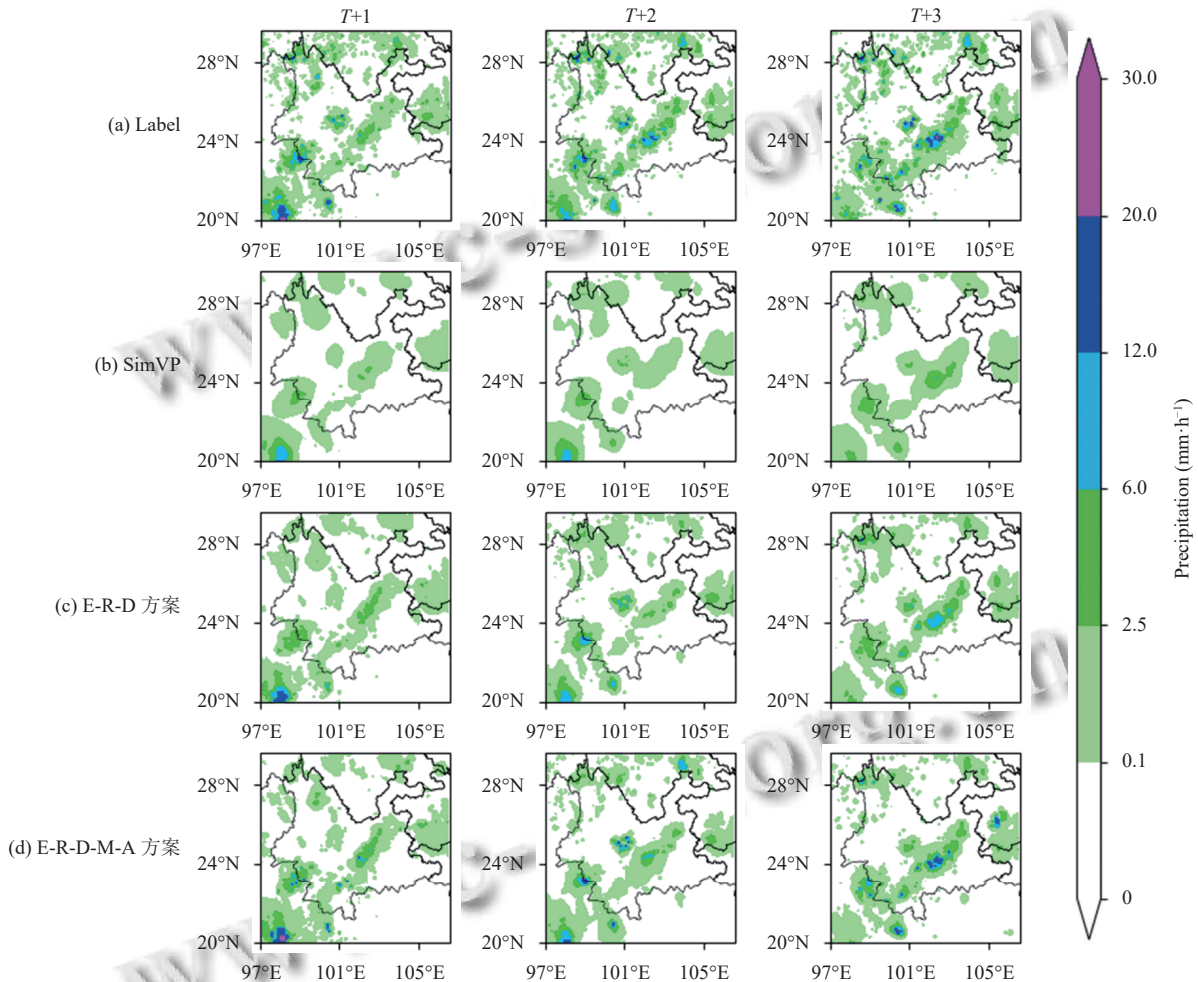 T+1 T+2 T+3
28°N 28°N 28°N 30.0
(a) Label
24°N 24°N 24°N
20°N 20°N 20°N 20.0
97°E 101°E 105°E 97°E 101°E 105°E 97°E 101°E 105°E
28°N 28°N 28°N
12.0
(b) SimVP
24°N 24°N 24°N
20°N 20°N 20°N
6.0
97°E 101°E 105°E 97°E 101°E 105°E 97°E 101°E 105°E
Precipitation (mm·h⁻¹)
28°N 28°N 28°N
(c) E-R-D 方案
24°N 24°N 24°N 2.5
20°N 20°N 20°N
97°E 101°E 105°E 97°E 101°E 105°E 97°E 101°E 105°E
0.1
28°N 28°N 28°N
(d) E-R-D-M-A 方案
24°N 24°N 24°N
0
20°N 20°N 20°N
97°E 101°E 105°E 97°E 101°E 105°E 97°E 101°E 105°E